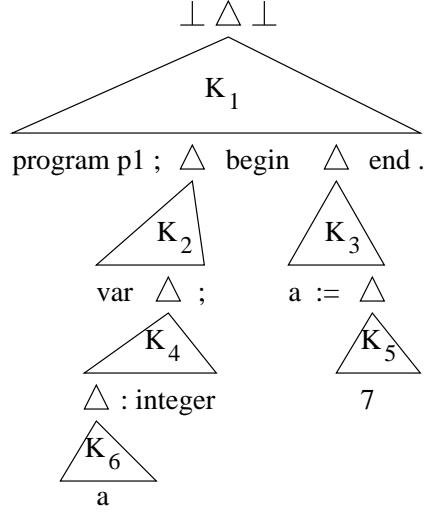 ⊥ △ ⊥
K1
program p1 ; △ begin △ end .
K2 K3
var △ ; a := △
K4 K5
△ : integer 7
K6
a